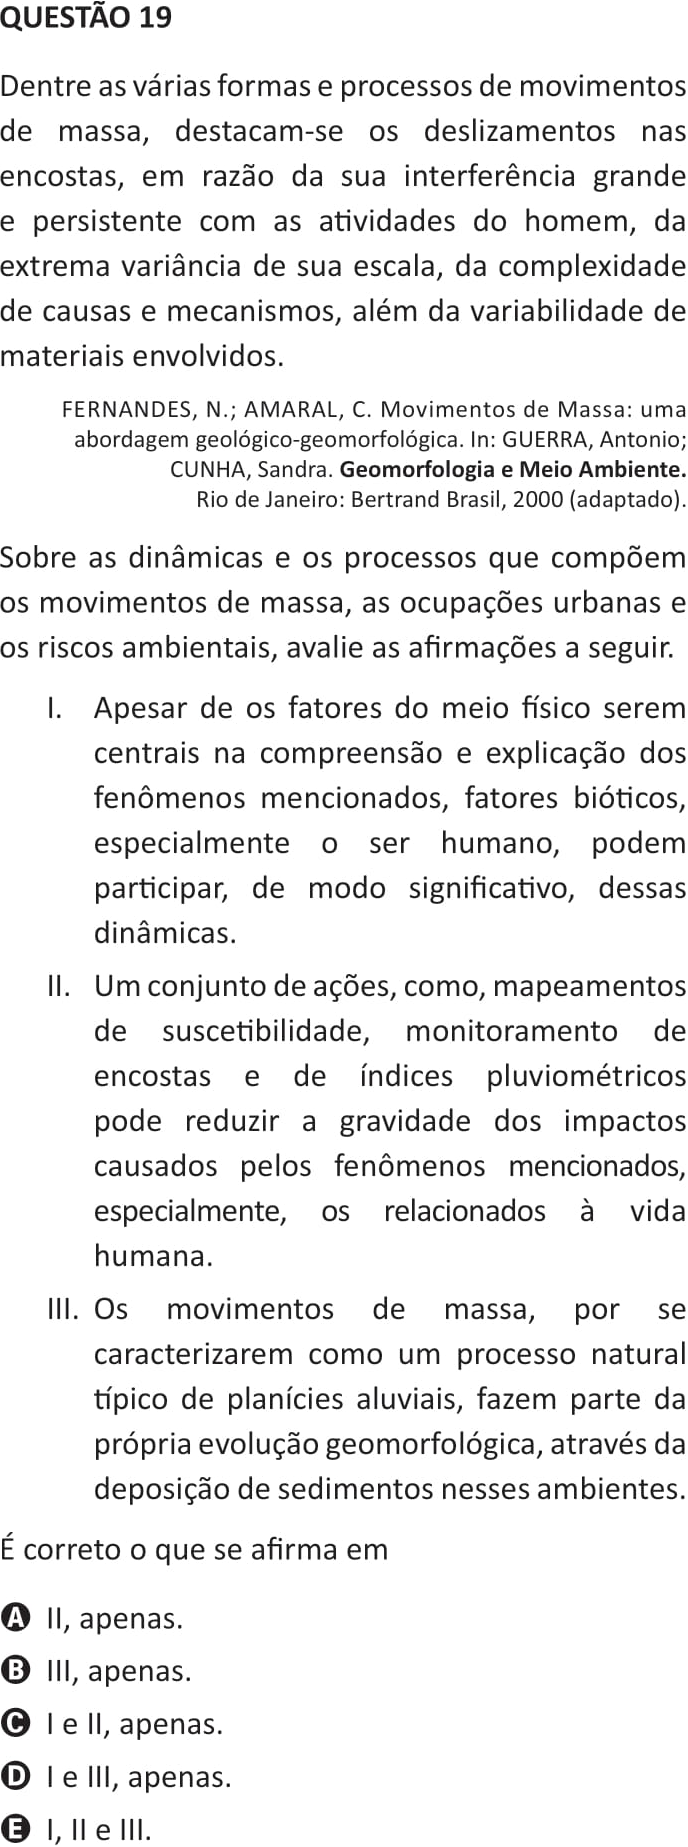 QUESTÃO 19
Dentre as várias formas e processos de movimentos
de massa, destacam-se os deslizamentos nas
encostas, em razão da sua interferência grande
e persistente com as atividades do homem, da
extrema variância de sua escala, da complexidade
de causas e mecanismos, além da variabilidade de
materiais envolvidos.
FERNANDES, N.; AMARAL, C. Movimentos de Massa: uma
abordagem geológico-geomorfológica. In: GUERRA, Antonio;
CUNHA, Sandra. Geomorfologia e Meio Ambiente.
Rio de Janeiro: Bertrand Brasil, 2000 (adaptado).
Sobre as dinâmicas e os processos que compõem
os movimentos de massa, as ocupações urbanas e
os riscos ambientais, avalie as afirmações a seguir.
I. Apesar de os fatores do meio físico serem
centrais na compreensão e explicação dos
fenômenos mencionados, fatores bióticos,
especialmente o ser humano, podem
participar, de modo significativo, dessas
dinâmicas.
II. Um conjunto de ações, como, mapeamentos
de suscetibilidade, monitoramento de
encostas e de índices pluviométricos
pode reduzir a gravidade dos impactos
causados pelos fenômenos mencionados,
especialmente, os relacionados à vida
humana.
III. Os movimentos de massa, por se
caracterizarem como um processo natural
típico de planícies aluviais, fazem parte da
própria evolução geomorfológica, através da
deposição de sedimentos nesses ambientes.
É correto o que se afirma em
A II, apenas.
B III, apenas.
C I e II, apenas.
D I e III, apenas.
E I, II e III.